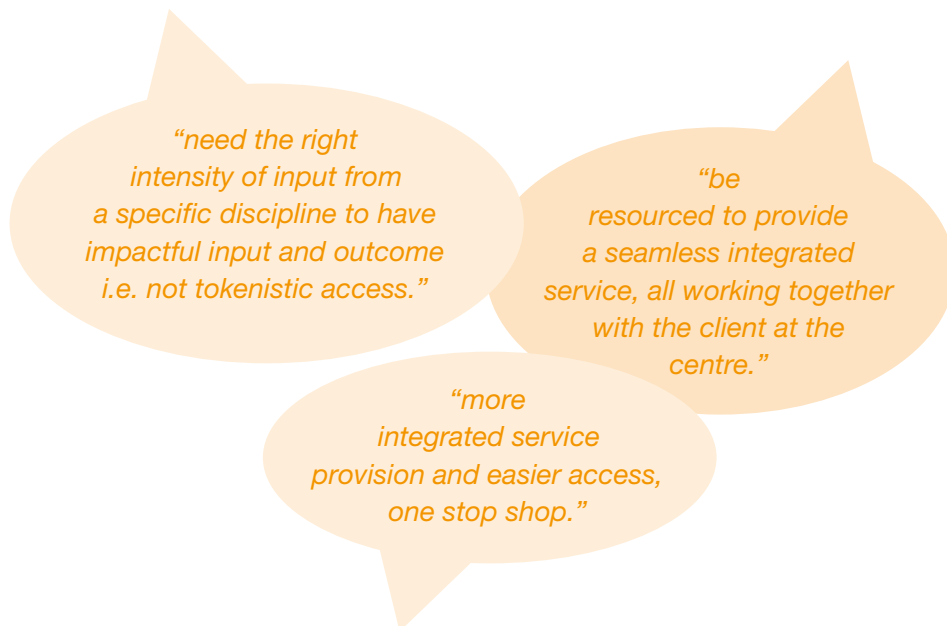 “need the right
intensity of input from
a specific discipline to have
impactful input and outcome
i.e. not tokenistic access.”
“be
resourced to provide
a seamless integrated
service, all working together
with the client at the
centre.”
“more
integrated service
provision and easier access,
one stop shop.”